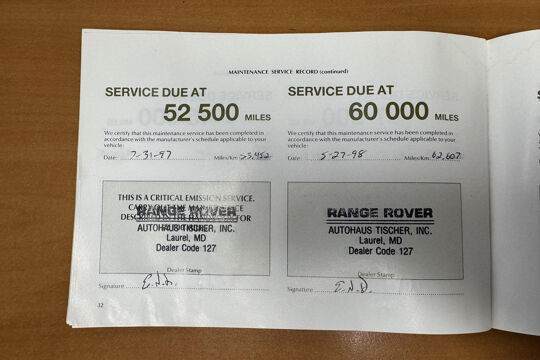 MAINTENANCE SERVICE RECORD (continued)
SERVICE DUE AT
52 500 MILES
We certify that this maintenance service has been completed in
accordance with the manufacturer's schedule applicable to your
vehicle:
Date 7-31-97 Miles/Km
THIS IS A CRITICAL EMISSION SERVICE.
RANGE ROVER
AUTOHAUS TISCHER, INC.
Laurel, MD
Dealer Code 127
Dealer Stamp
Signature
32
SERVICE DUE AT
60 000 MILES
We certify that this maintenance service has been completed in
accordance with the manufacturer's schedule applicable to your
vehicle:
Date 5-27-98 Miles/Km 62,607
RANGE ROVER
AUTOHAUS TISCHER, INC.
Laurel, MD
Dealer Code 127
Dealer Stamp
Signature